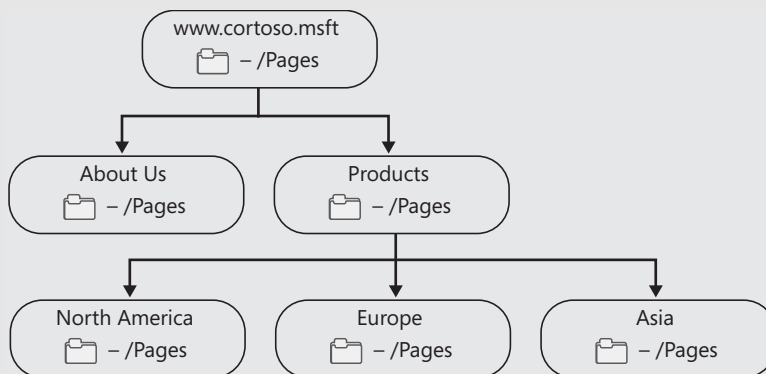 www.cortoso.msft
– /Pages
About Us
– /Pages
Products
– /Pages
North America
– /Pages
Europe
– /Pages
Asia
– /Pages